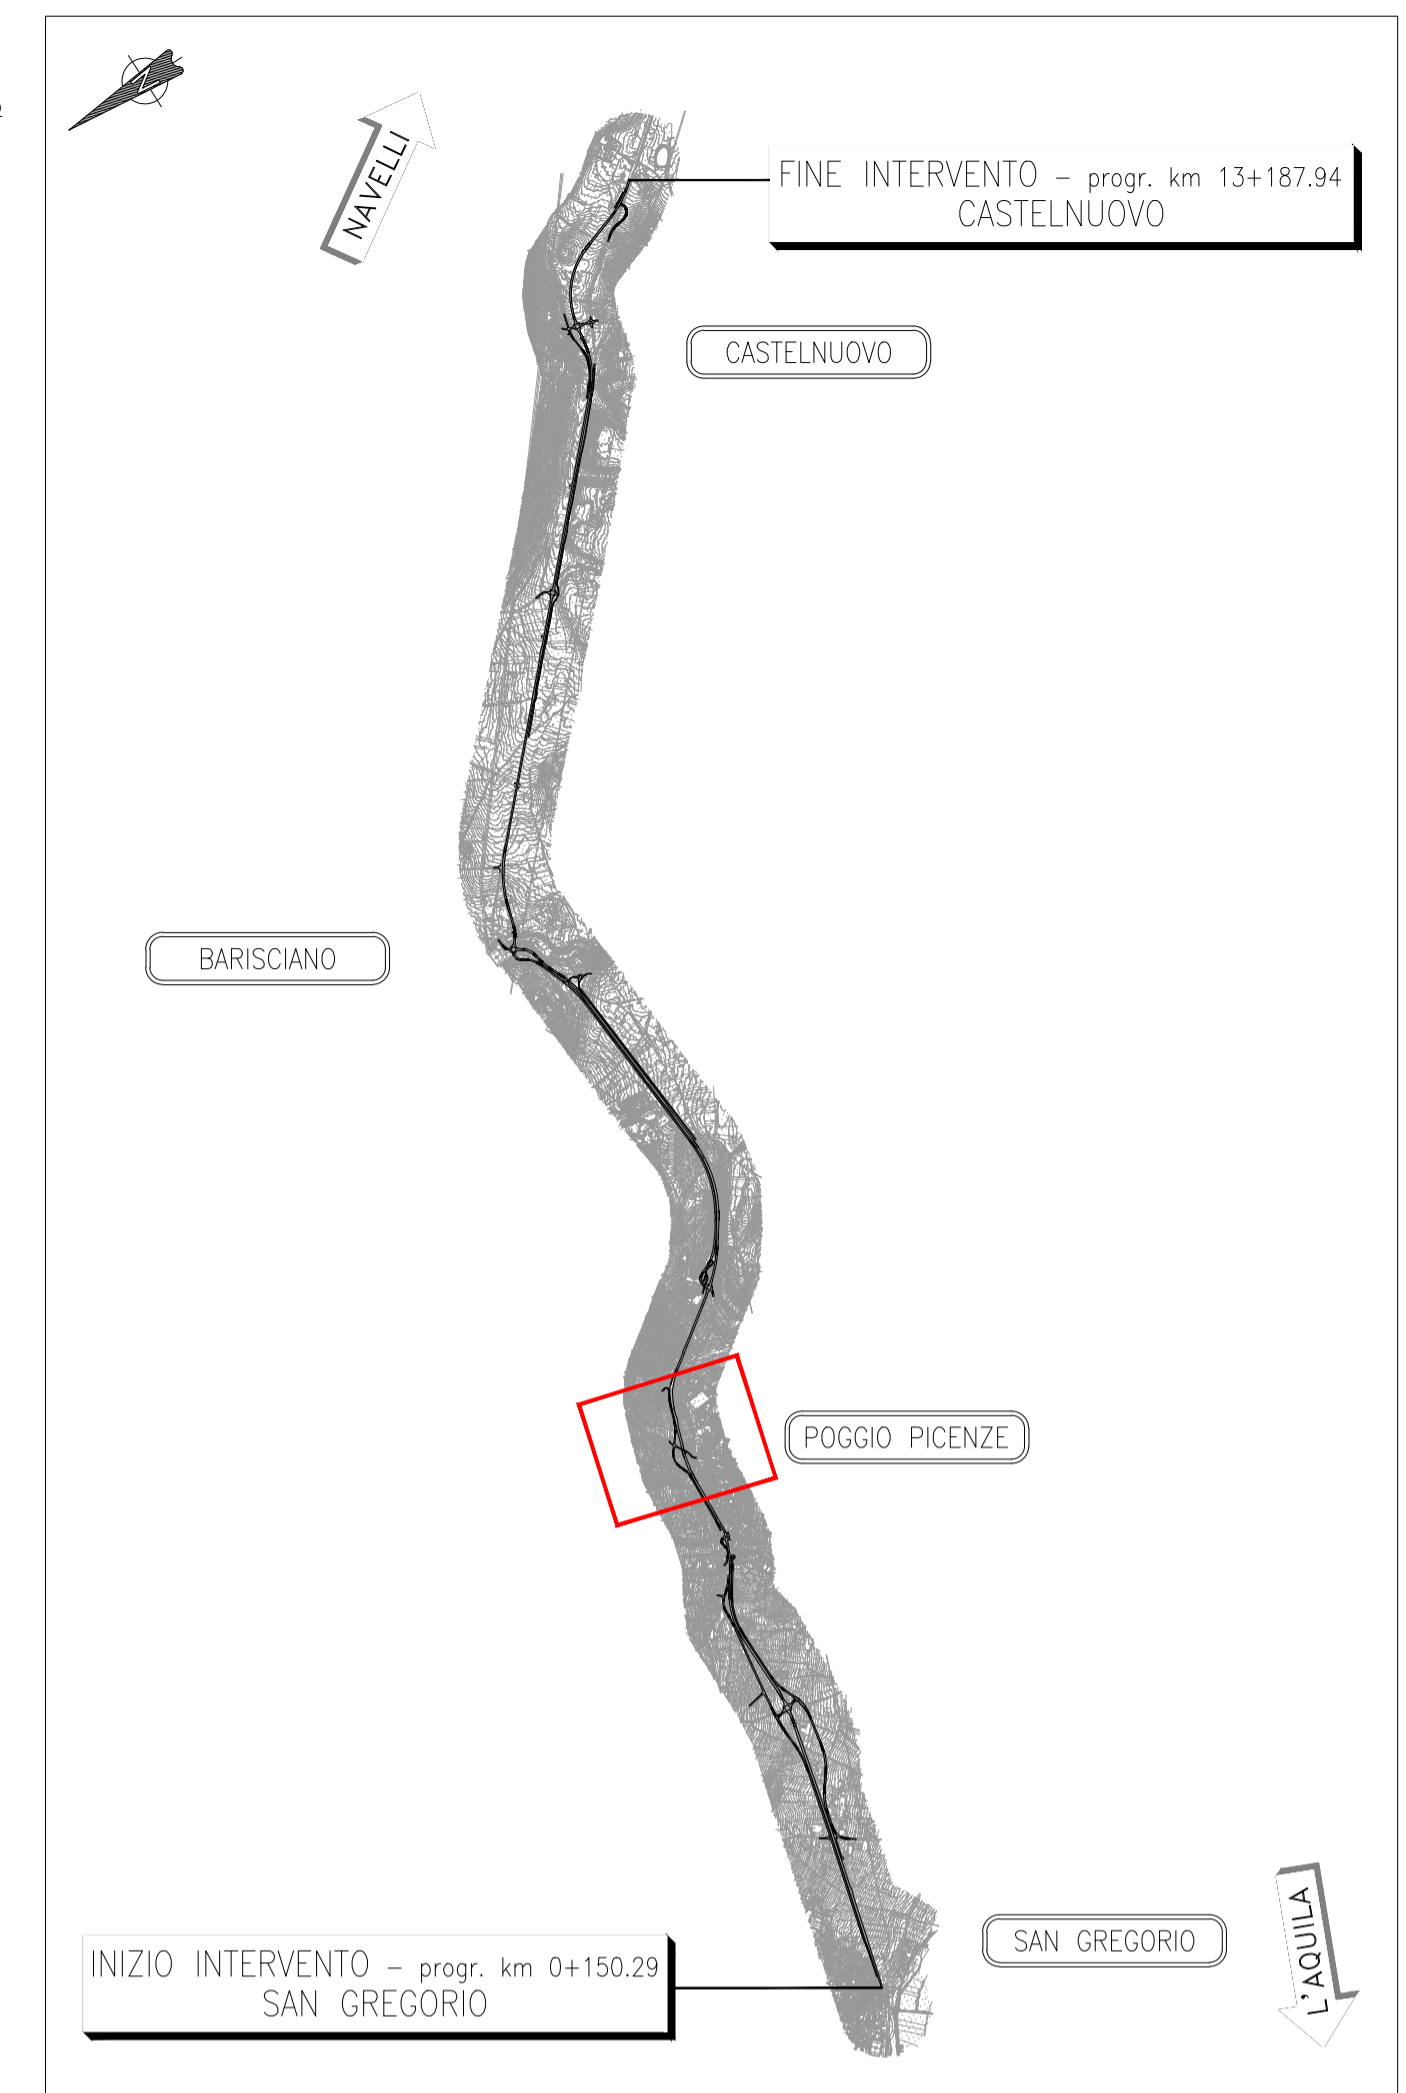 Z
NAVELLI
FINE INTERVENTO – progr. km 13+187.94
CASTELNUOVO
CASTELNUOVO
BARISCIANO
POGGIO PICENZE
SAN GREGORIO
L'AQUILA
INIZIO INTERVENTO – progr. km 0+150.29
SAN GREGORIO